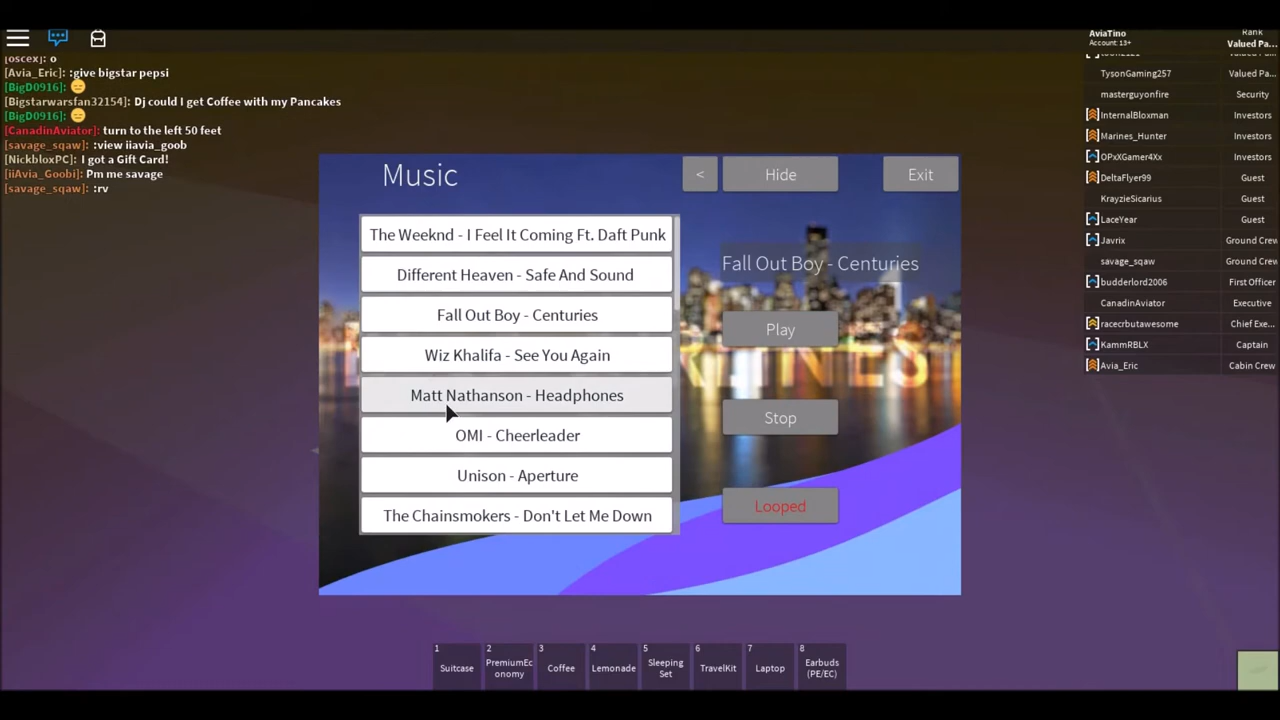 [oscex]: o
[Avia_Eric]: :give bigstar pepsi
[BigD0916]: 😑
[Bigstarwarsfan32154]: Dj could I get Coffee with my Pancakes
[BigD0916]: 😑
[CanadinAviator]: turn to the left 50 feet
[savage_sqaw]: :view iiavia_goob
[NickbloxPC]: I got a Gift Card!
[iiAvia_Goobi]: Pm me savage
[savage_sqaw]: :rv
Music
<
Hide
Exit
The Weeknd - I Feel It Coming Ft. Daft Punk
Different Heaven - Safe And Sound
Fall Out Boy - Centuries
Wiz Khalifa - See You Again
Matt Nathanson - Headphones
OMI - Cheerleader
Unison - Aperture
The Chainsmokers - Don't Let Me Down
Fall Out Boy - Centuries
Play
Stop
Looped
AviaTino Rank
Account: 13+ Valued Pa...
TysonGaming257 Valued Pa...
masterguyonfire Security
InternalBloxman Investors
Marines_Hunter Investors
OPxXGamer4Xx Investors
DeltaFlyer99 Guest
KrayzieSicarius Guest
LaceYear Guest
Javrix Ground Crew
savage_sqaw Ground Crew
budderlord2006 First Officer
CanadinAviator Executive
racecrbutawesome Chief Exe...
KammRBLX Captain
Avia_Eric Cabin Crew
1 Suitcase
2 PremiumEc
onomy
3 Coffee
4 Lemonade
5 Sleeping
Set
6 TravelKit
7 Laptop
8 Earbuds
(PE/EC)